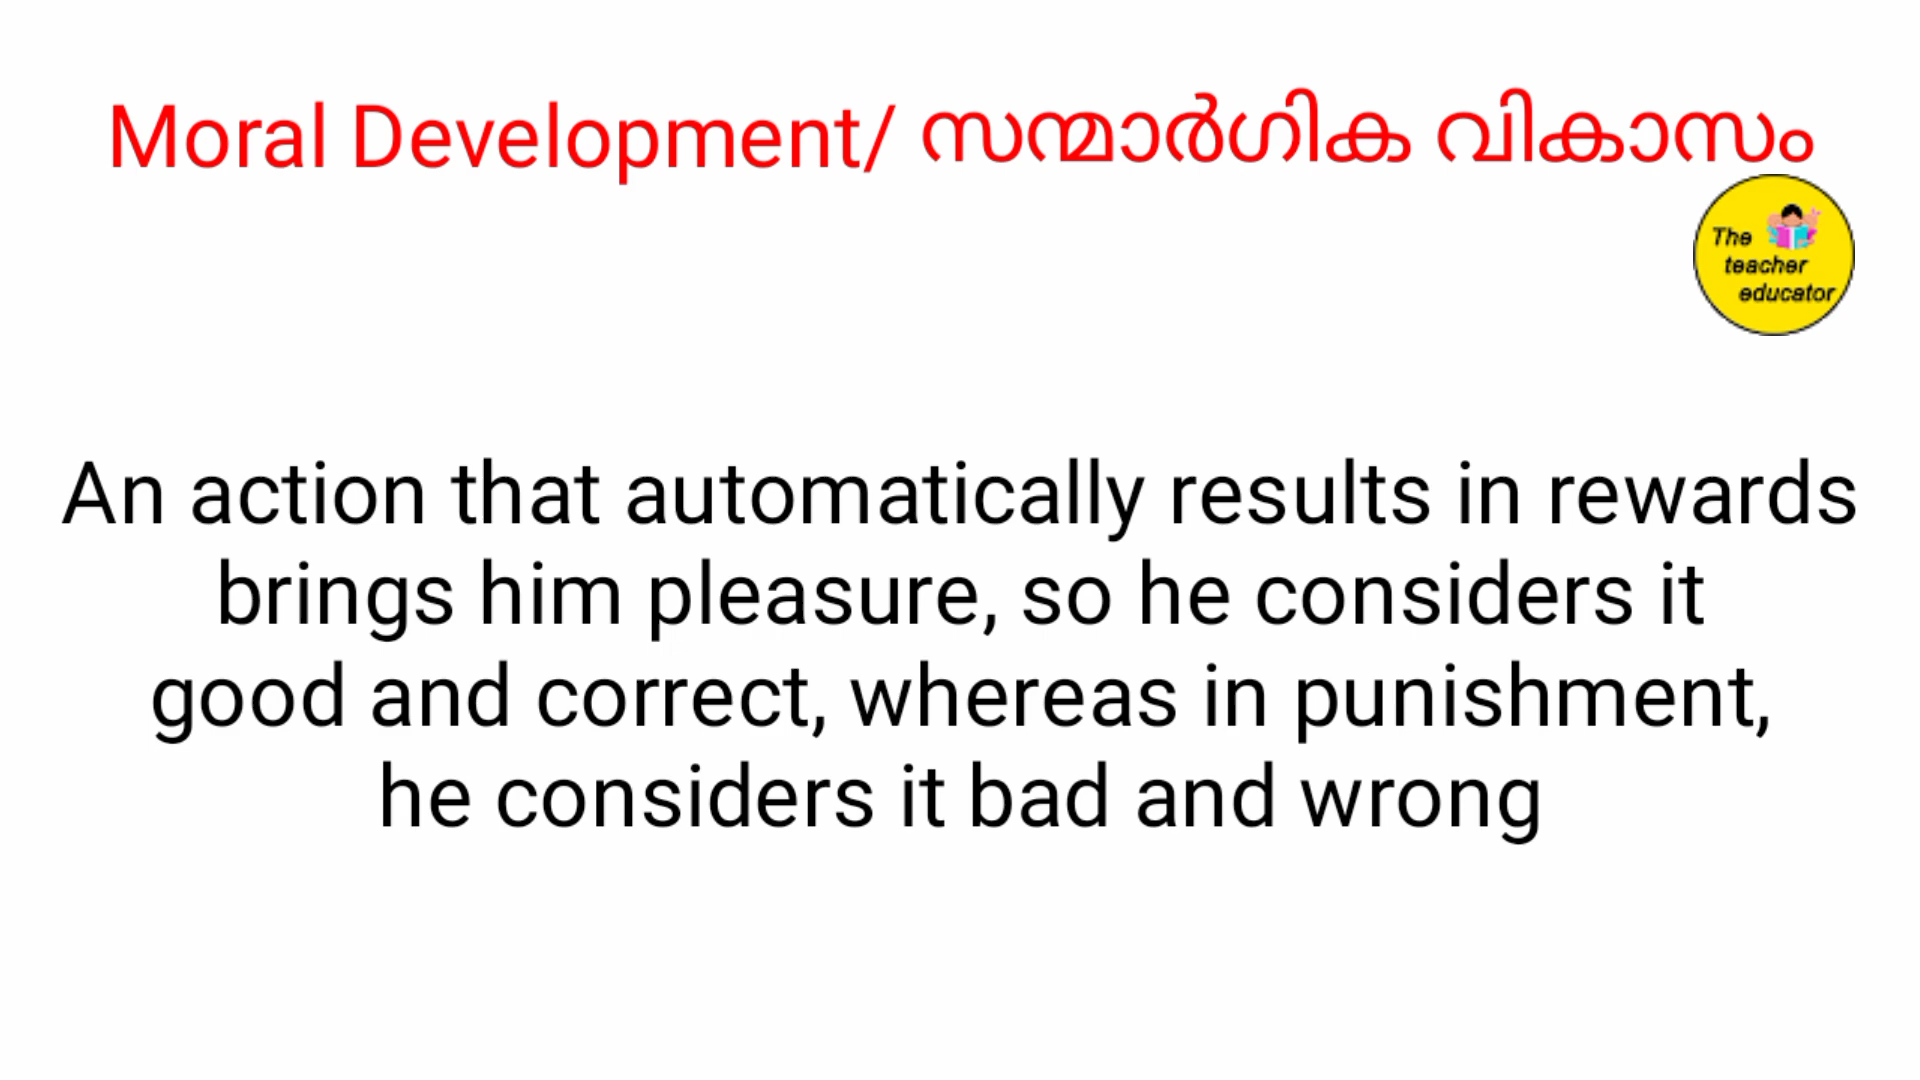 Moral Development/ സന്മാർഗിക വികാസം
The
teacher
educator
An action that automatically results in rewards
brings him pleasure, so he considers it
good and correct, whereas in punishment,
he considers it bad and wrong